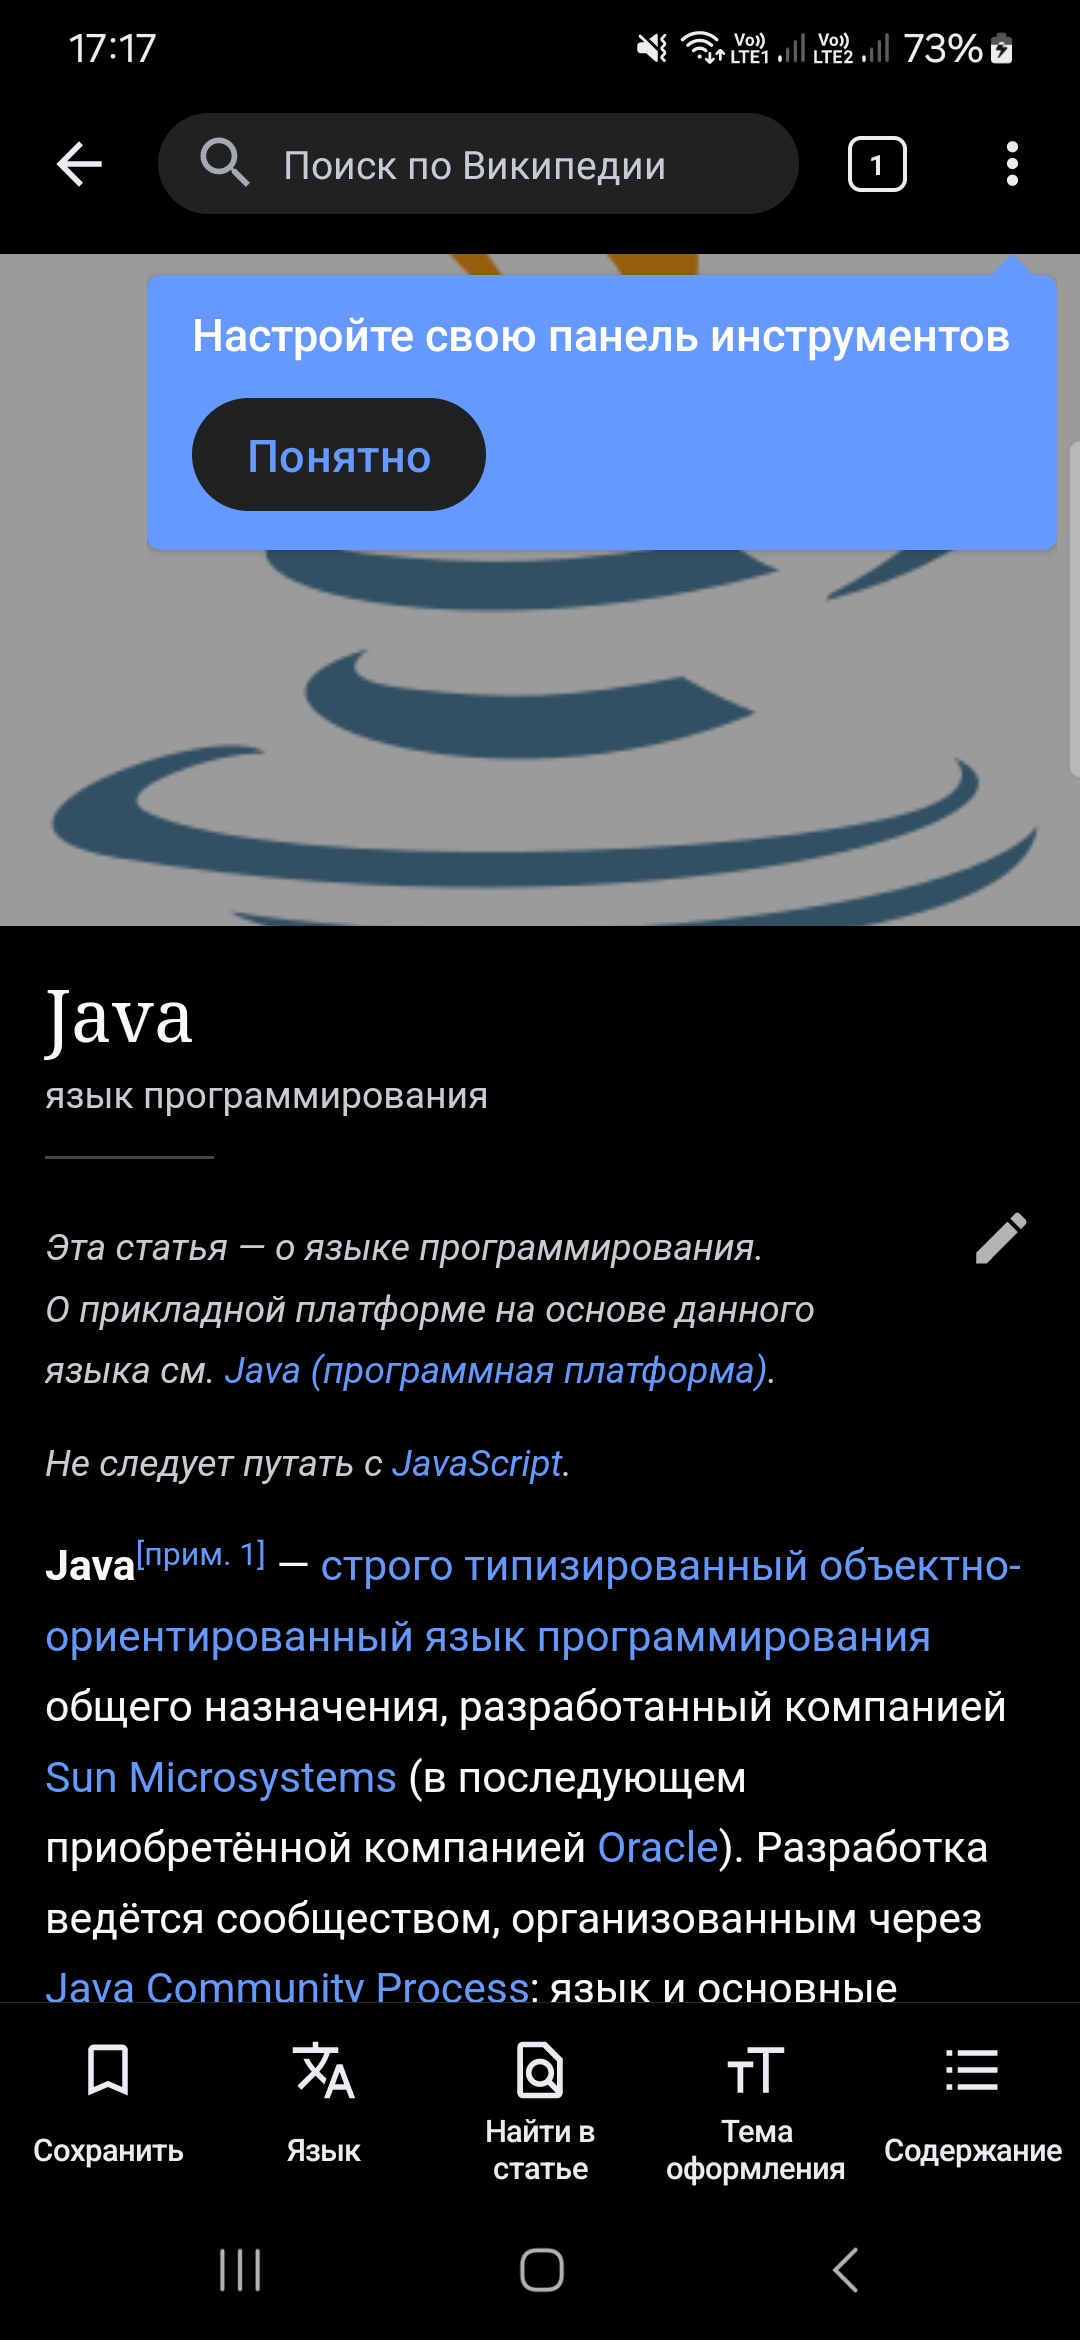 17:17
Vo)) LTE1 Vo)) LTE2 73%
Поиск по Википедии
1
Настройте свою панель инструментов
Понятно
Java
язык программирования
Эта статья — о языке программирования.
О прикладной платформе на основе данного
языка см. Java (программная платформа).
Не следует путать с JavaScript.
Java[прим. 1] — строго типизированный объектно-
ориентированный язык программирования
общего назначения, разработанный компанией
Sun Microsystems (в последующем
приобретённой компанией Oracle). Разработка
ведётся сообществом, организованным через
Java Community Process; язык и основные
Сохранить
Язык
Найти в
статье
Тема
оформления
Содержание